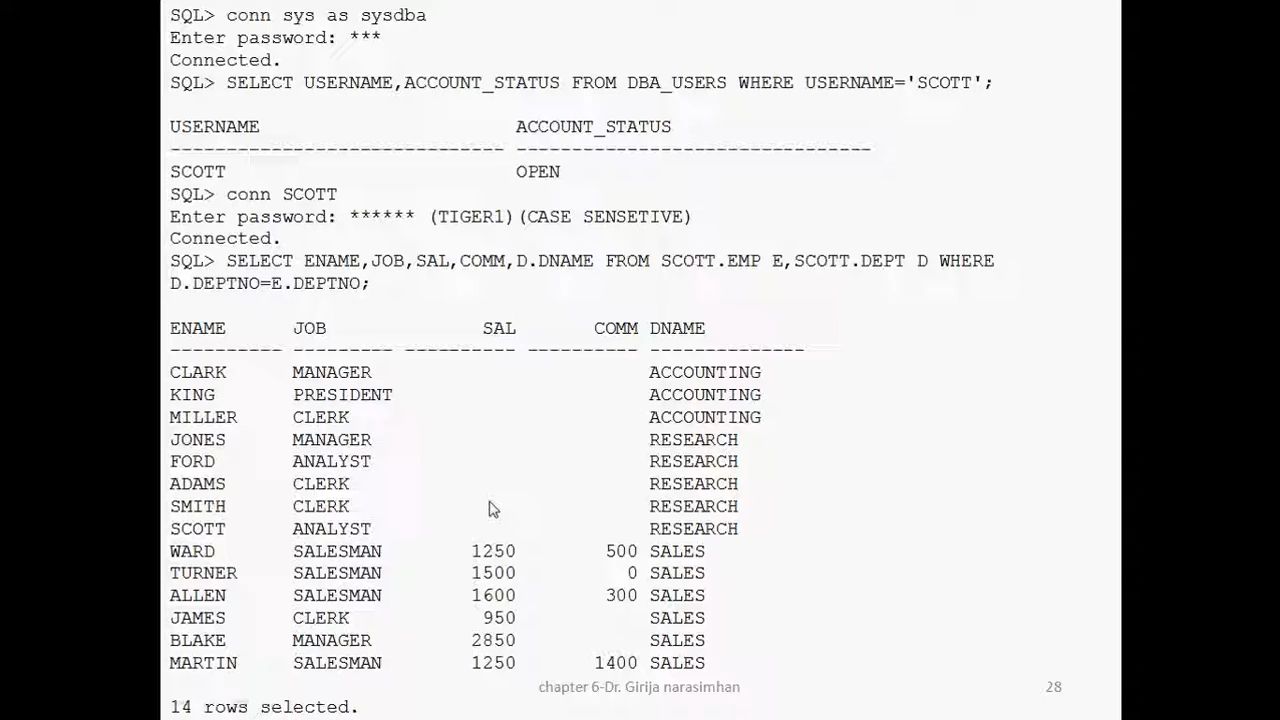 SQL> conn sys as sysdba
Enter password: ***
Connected.
SQL> SELECT USERNAME,ACCOUNT_STATUS FROM DBA_USERS WHERE USERNAME='SCOTT';
USERNAME ACCOUNT_STATUS
------------------------------ --------------------------------
SCOTT OPEN
SQL> conn SCOTT
Enter password: ****** (TIGER1)(CASE SENSETIVE)
Connected.
SQL> SELECT ENAME,JOB,SAL,COMM,D.DNAME FROM SCOTT.EMP E,SCOTT.DEPT D WHERE
D.DEPTNO=E.DEPTNO;
ENAME JOB SAL COMM DNAME
---------- --------- ---------- ---------- --------------
CLARK MANAGER ACCOUNTING
KING PRESIDENT ACCOUNTING
MILLER CLERK ACCOUNTING
JONES MANAGER RESEARCH
FORD ANALYST RESEARCH
ADAMS CLERK RESEARCH
SMITH CLERK RESEARCH
SCOTT ANALYST RESEARCH
WARD SALESMAN 1250 500 SALES
TURNER SALESMAN 1500 0 SALES
ALLEN SALESMAN 1600 300 SALES
JAMES CLERK 950 SALES
BLAKE MANAGER 2850 SALES
MARTIN SALESMAN 1250 1400 SALES
chapter 6-Dr. Girija narasimhan 28
14 rows selected.